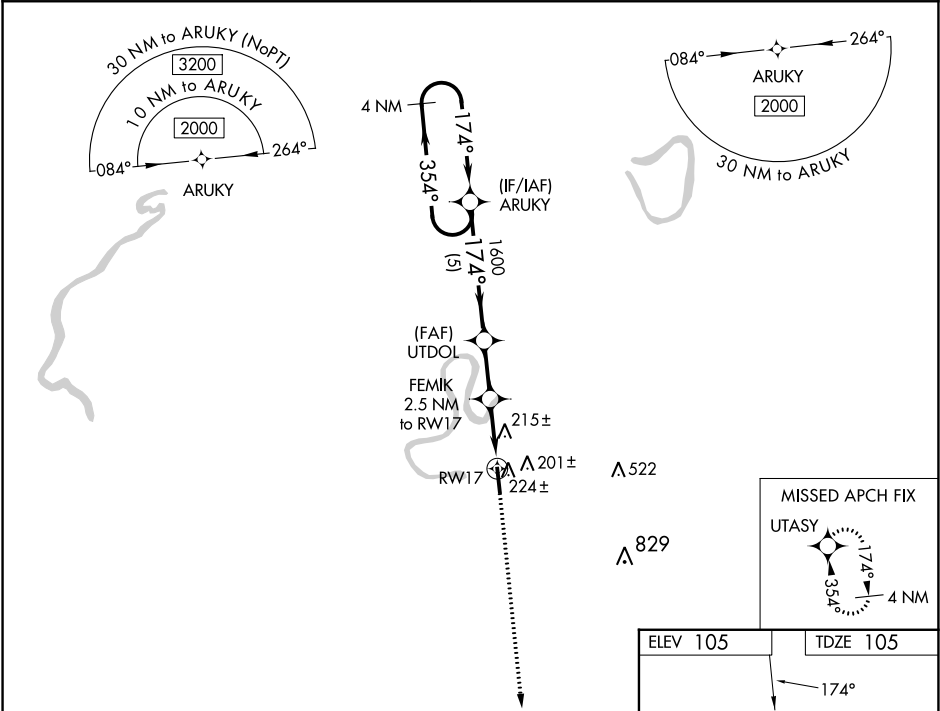 30 NM to ARUKY (NoPT)
3200
10 NM to ARUKY
2000
084°
264°
ARUKY
084°
264°
ARUKY
2000
30 NM to ARUKY
4 NM
174°
354°
(IF/IAF)
ARUKY
1600
174°
(5)
(FAF)
UTDOL
FEMIK
2.5 NM
to RW17
215±
201±
RW17
224±
522
829
MISSED APCH FIX
UTASY
174°
354°
4 NM
ELEV 105
TDZE 105
174°